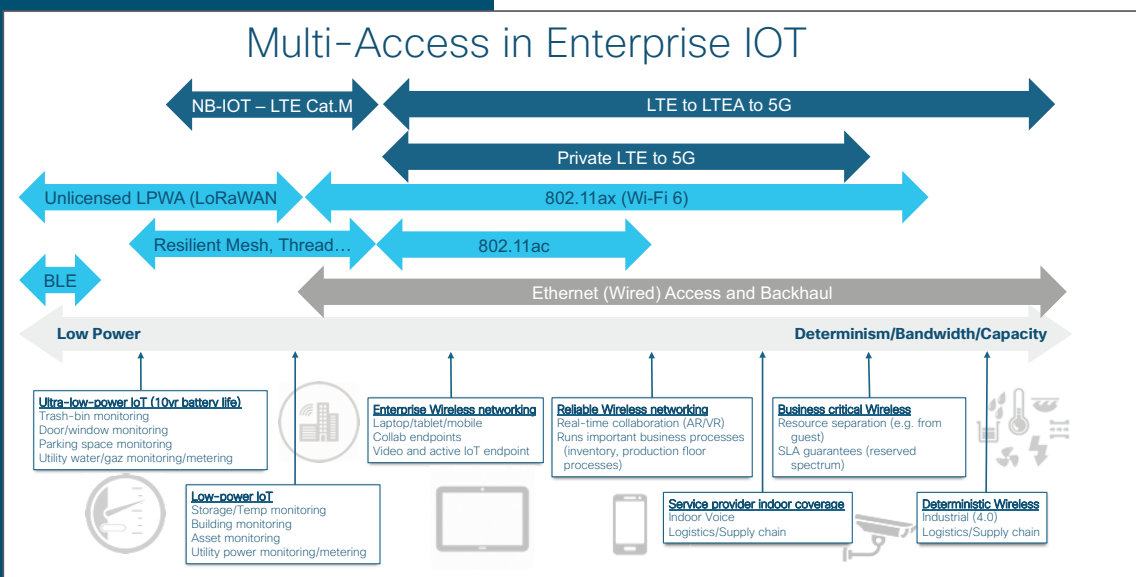 Multi-Access in Enterprise IOT
NB-IOT – LTE Cat.M
LTE to LTEA to 5G
Private LTE to 5G
Unlicensed LPWA (LoRaWAN
802.11ax (Wi-Fi 6)
Resilient Mesh, Thread…
802.11ac
BLE
Ethernet (Wired) Access and Backhaul
Low Power
Determinism/Bandwidth/Capacity
Ultra-low-power IoT (10yr battery life)
Trash-bin monitoring
Door/window monitoring
Parking space monitoring
Utility water/gaz monitoring/metering
Low-power IoT
Storage/Temp monitoring
Building monitoring
Asset monitoring
Utility power monitoring/metering
Enterprise Wireless networking
Laptop/tablet/mobile
Collab endpoints
Video and active IoT endpoint
Reliable Wireless networking
Real-time collaboration (AR/VR)
Runs important business processes
(inventory, production floor
processes)
Service provider indoor coverage
Indoor Voice
Logistics/Supply chain
Business critical Wireless
Resource separation (e.g. from
guest)
SLA guarantees (reserved
spectrum)
Deterministic Wireless
Industrial (4.0)
Logistics/Supply chain